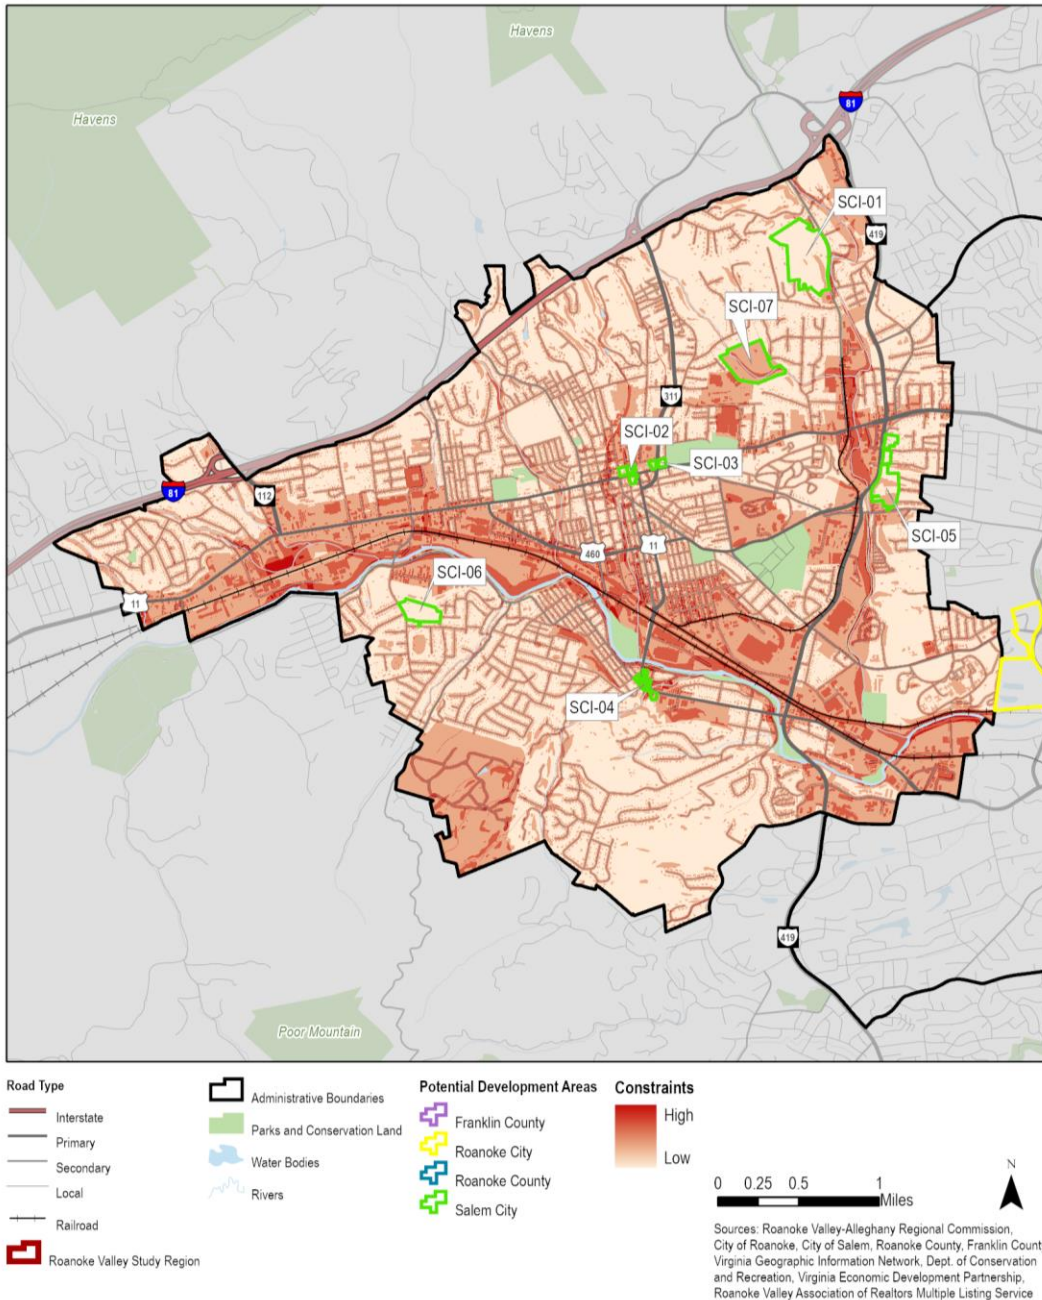 Havens
Havens
81
SCI-01
419
SCI-07
311
SCI-02
SCI-03
81
112
SCI-05
460
11
SCI-06
11
SCI-04
419
Poor Mountain
Road Type
Interstate
Primary
Secondary
Local
Railroad
Roanoke Valley Study Region
Administrative Boundaries
Parks and Conservation Land
Water Bodies
Rivers
Potential Development Areas
Franklin County
Roanoke City
Roanoke County
Salem City
Constraints
High
Low
N
0 0.25 0.5 1
Miles
Sources: Roanoke Valley-Alleghany Regional Commission,
City of Roanoke, City of Salem, Roanoke County, Franklin Count
Virginia Geographic Information Network, Dept. of Conservation
and Recreation, Virginia Economic Development Partnership,
Roanoke Valley Association of Realtors Multiple Listing Service